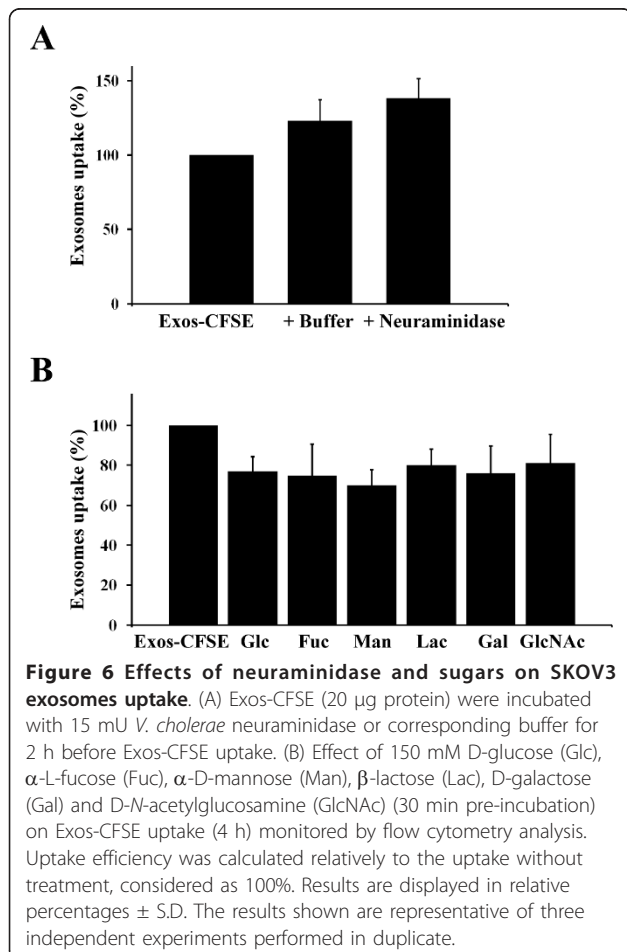 A
Exosomes uptake (%)
150
100
50
0
Exos-CFSE + Buffer + Neuraminidase
B
Exosomes uptake (%)
100
80
60
40
20
0
Exos-CFSE Glc Fuc Man Lac Gal GlcNAc
Figure 6 Effects of neuraminidase and sugars on SKOV3
exosomes uptake. (A) Exos-CFSE (20 μg protein) were incubated
with 15 mU V. cholerae neuraminidase or corresponding buffer for
2 h before Exos-CFSE uptake. (B) Effect of 150 mM D-glucose (Glc),
α-L-fucose (Fuc), α-D-mannose (Man), β-lactose (Lac), D-galactose
(Gal) and D-N-acetylglucosamine (GlcNAc) (30 min pre-incubation)
on Exos-CFSE uptake (4 h) monitored by flow cytometry analysis.
Uptake efficiency was calculated relatively to the uptake without
treatment, considered as 100%. Results are displayed in relative
percentages ± S.D. The results shown are representative of three
independent experiments performed in duplicate.